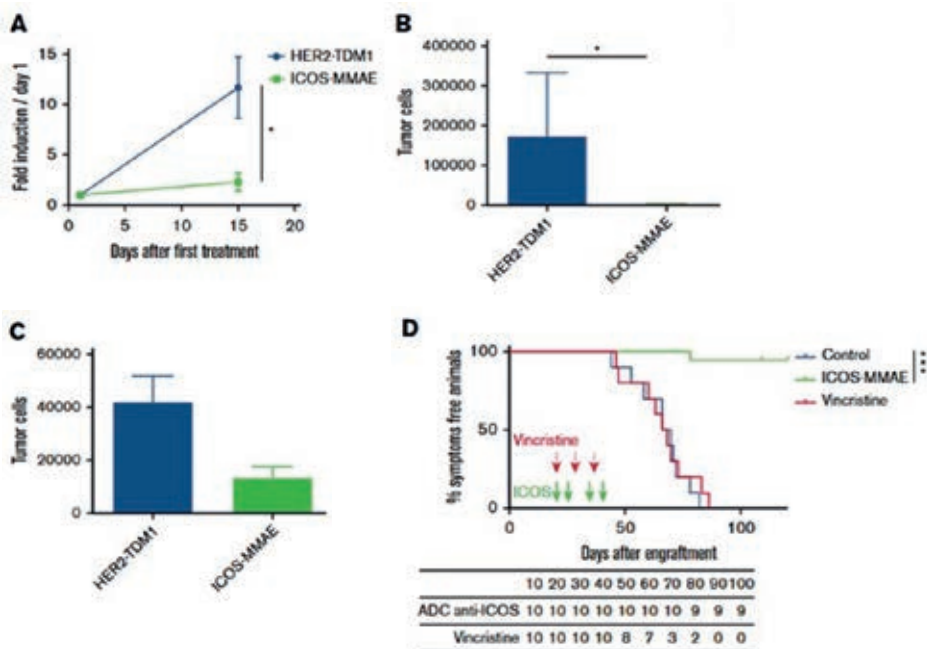 A
HER2-TDM1
ICOS-MMAE
Fold induction / day 1
15
10
5
0
*
0 5 10 15 20
Days after first treatment
B
Tumor cells
400000
300000
200000
100000
0
*
HER2-TDM1
ICOS-MMAE
C
Tumor cells
60000
40000
20000
0
HER2-TDM1
ICOS-MMAE
D
% symptoms free animals
100
50
0
Control
ICOS-MMAE
Vincristine
***
Vincristine
ICOS
0 50 100
Days after engraftment
10 20 30 40 50 60 70 80 90 100
ADC anti-ICOS 10 10 10 10 10 10 10 9 9 9
Vincristine 10 10 10 10 8 7 3 2 0 0